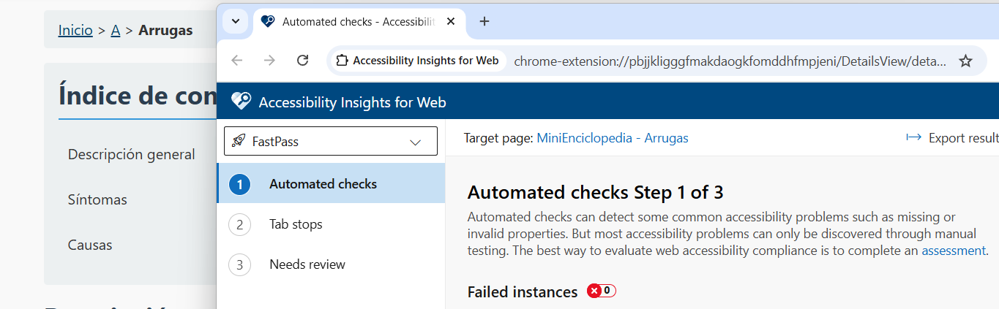 Inicio > A > Arrugas
Índice de con
Descripción general
Síntomas
Causas
Automated checks - Accessibilit
Accessibility Insights for Web
chrome-extension://pbjjkligggfmakdaogkfomddhfmpjeni/DetailsView/deta...
Accessibility Insights for Web
FastPass
Target page: MiniEnciclopedia - Arrugas
Export result
1 Automated checks
2 Tab stops
3 Needs review
Automated checks Step 1 of 3
Automated checks can detect some common accessibility problems such as missing or
invalid properties. But most accessibility problems can only be discovered through manual
testing. The best way to evaluate web accessibility compliance is to complete an assessment.
Failed instances 0